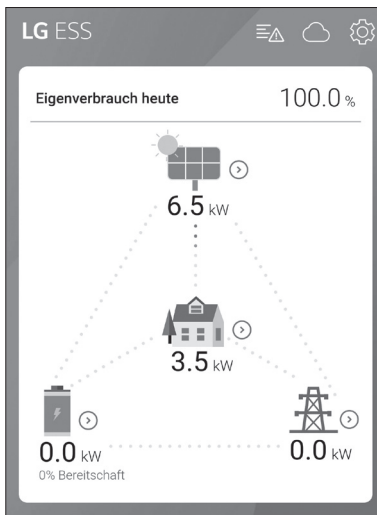 LG ESS
Eigenverbrauch heute 100.0 %
6.5 kW
3.5 kW
0.0 kW
0.0 kW
0% Bereitschaft